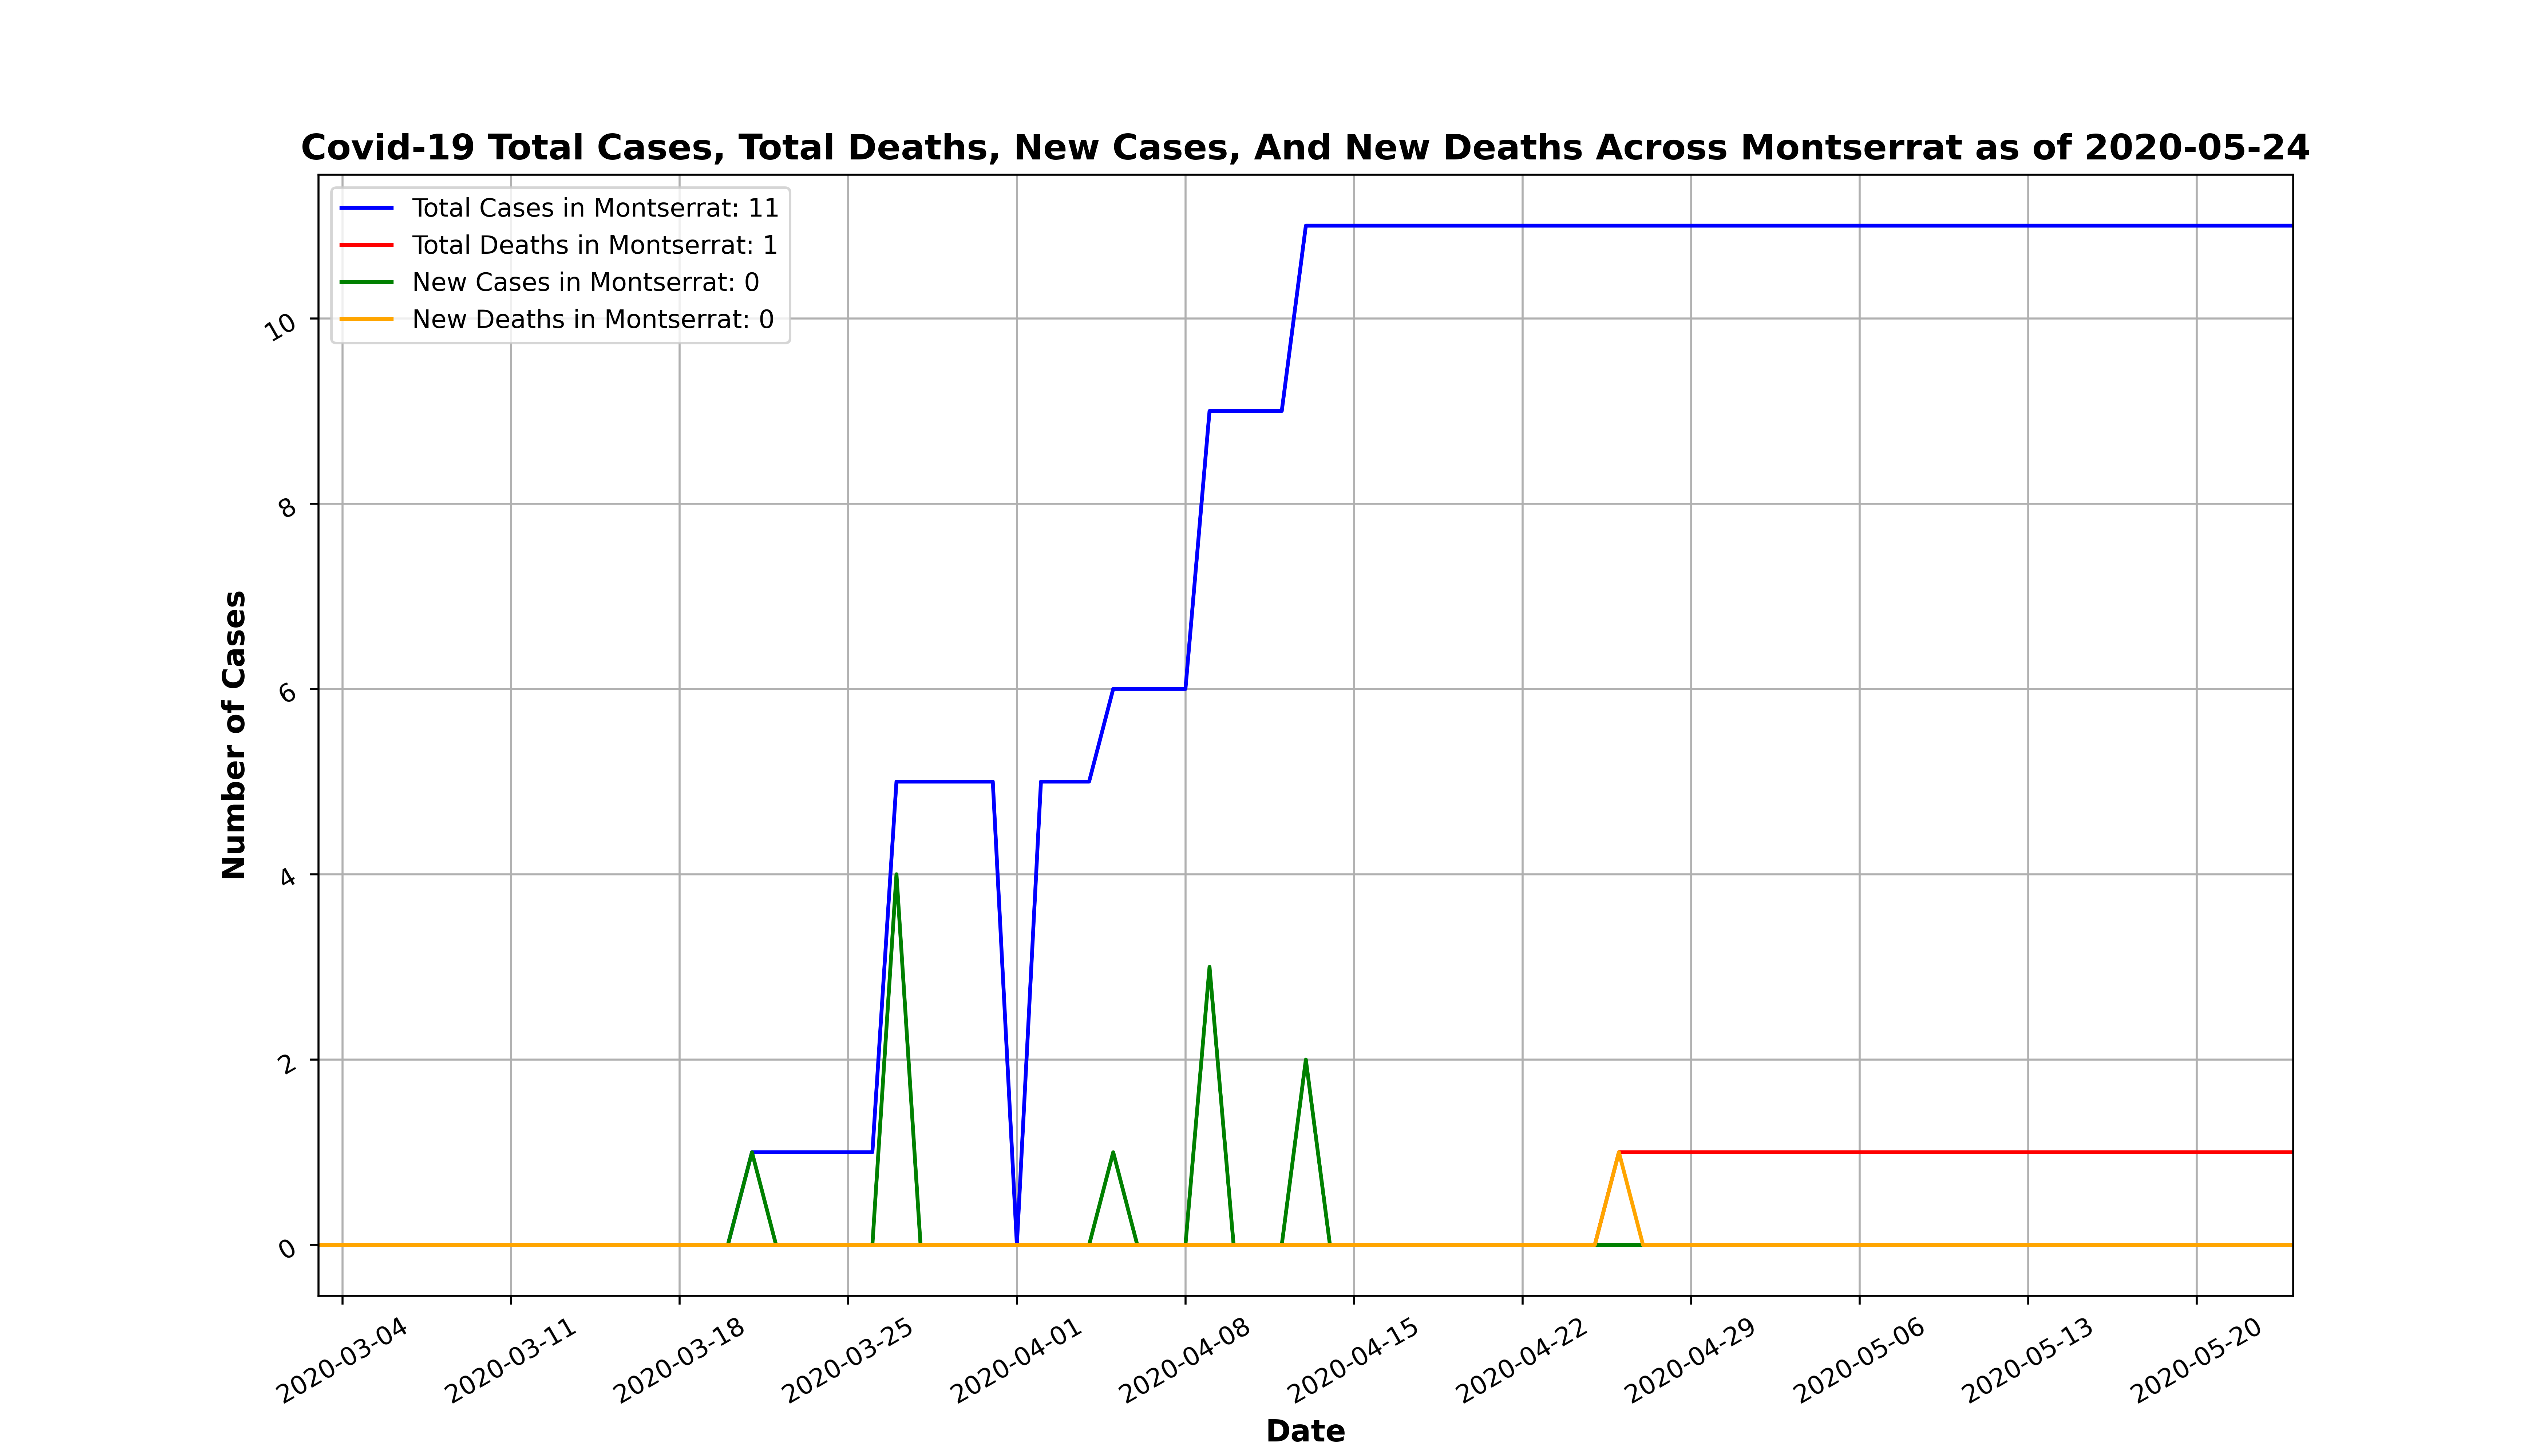 Covid-19 Total Cases, Total Deaths, New Cases, And New Deaths Across Montserrat as of 2020-05-24
Total Cases in Montserrat: 11
Total Deaths in Montserrat: 1
New Cases in Montserrat: 0
New Deaths in Montserrat: 0
Number of Cases
10
8
6
4
2
0
2020-03-04
2020-03-11
2020-03-18
2020-03-25
2020-04-01
2020-04-08
2020-04-15
2020-04-22
2020-04-29
2020-05-06
2020-05-13
2020-05-20
Date